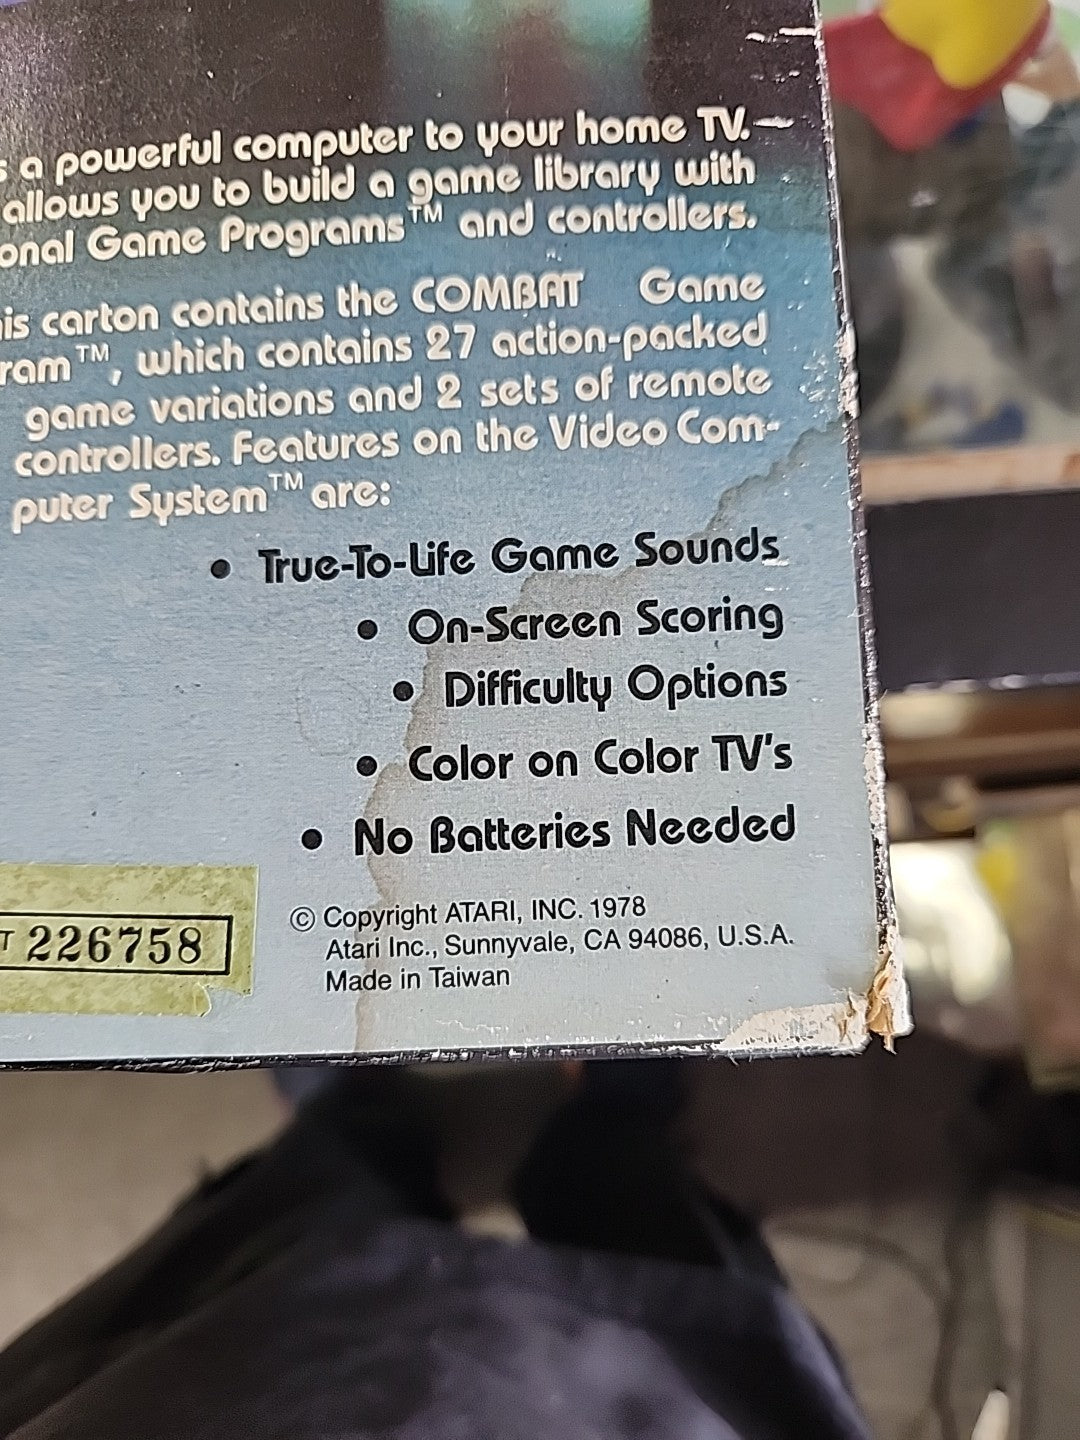 a powerful computer to your home TV.—
allows you to build a game library with
onal Game Programs™ and controllers.
is carton contains the COMBAT Game
ram™, which contains 27 action-packed
game variations and 2 sets of remote
controllers. Features on the Video Com-
puter System™ are:
• True-To-Life Game Sounds
• On-Screen Scoring
• Difficulty Options
• Color on Color TV's
• No Batteries Needed
T 226758
© Copyright ATARI, INC. 1978
Atari Inc., Sunnyvale, CA 94086, U.S.A.
Made in Taiwan